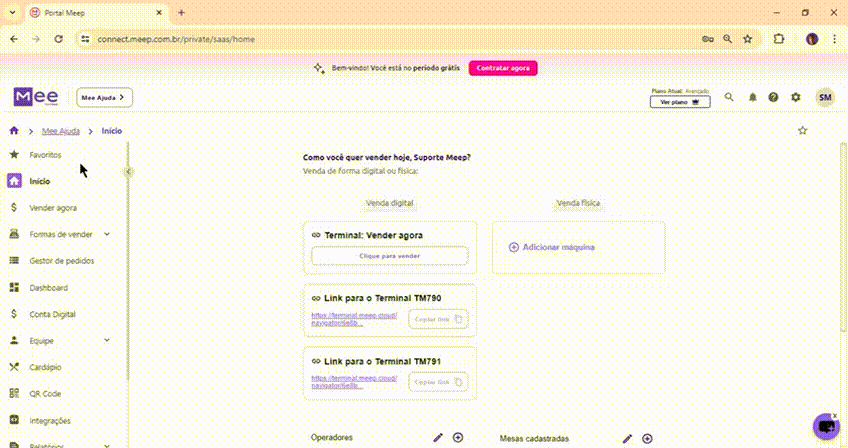 Portal Meep
connect.meep.com.br/private/saas/home
Bem-vindo! Você está no período grátis
Contratar agora
Mee
Mee Ajuda
Plano Atual: Avançado
Ver plano
SM
Mee Ajuda
Início
Favoritos
Início
Vender agora
Formas de vender
Gestor de pedidos
Dashboard
Conta Digital
Equipe
Cardápio
QR Code
Integrações
Relatórios
Como você quer vender hoje, Suporte Meep?
Venda de forma digital ou física:
Venda digital
Venda física
Terminal: Vender agora
Clique para vender
Adicionar máquina
Link para o Terminal TM790
https://terminal.meep.cloud/
Copiar link
Link para o Terminal TM791
https://terminal.meep.cloud/
Copiar link
Operadores
Mesas cadastradas
x